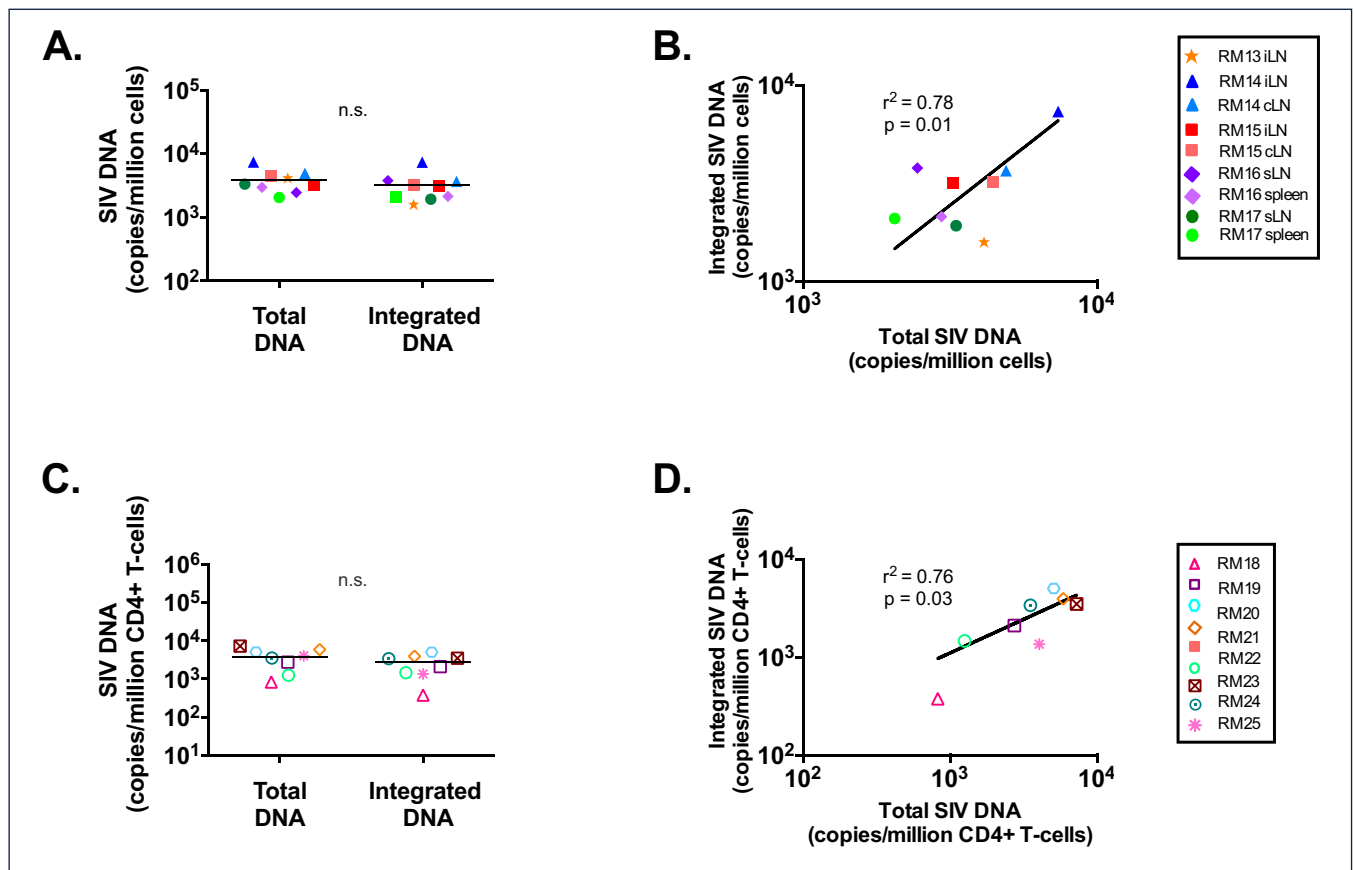 A.
SIV DNA
(copies/million cells)
10^5
10^4
10^3
10^2
n.s.
Total
DNA
Integrated
DNA
B.
Integrated SIV DNA
(copies/million cells)
10^4
10^3
r^2 = 0.78
p = 0.01
10^3
10^4
Total SIV DNA
(copies/million cells)
RM13 iLN
RM14 iLN
RM14 cLN
RM15 iLN
RM15 cLN
RM16 sLN
RM16 spleen
RM17 sLN
RM17 spleen
C.
SIV DNA
(copies/million CD4+ T-cells)
10^6
10^5
10^4
10^3
10^2
10^1
n.s.
Total
DNA
Integrated
DNA
D.
Integrated SIV DNA
(copies/million CD4+ T-cells)
10^4
10^3
10^2
r^2 = 0.76
p = 0.03
10^2
10^3
10^4
Total SIV DNA
(copies/million CD4+ T-cells)
RM18
RM19
RM20
RM21
RM22
RM23
RM24
RM25